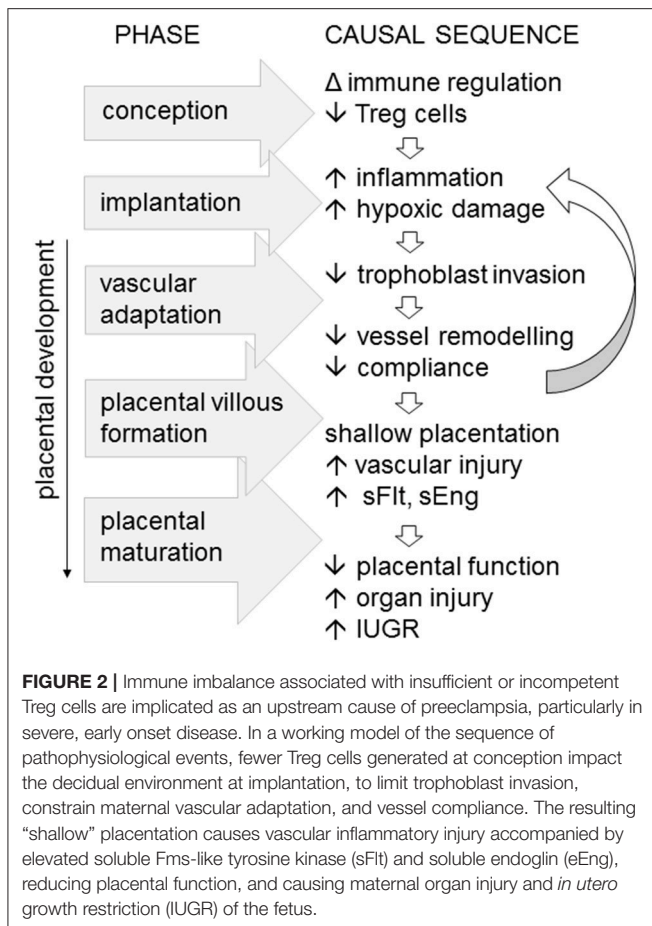 PHASE
CAUSAL SEQUENCE
conception
Δ immune regulation
↓ Treg cells
implantation
↑ inflammation
↑ hypoxic damage
placental development
vascular
adaptation
↓ trophoblast invasion
↓ vessel remodelling
↓ compliance
placental villous
formation
shallow placentation
↑ vascular injury
↑ sFlt, sEng
placental
maturation
↓ placental function
↑ organ injury
↑ IUGR
FIGURE 2 | Immune imbalance associated with insufficient or incompetent
Treg cells are implicated as an upstream cause of preeclampsia, particularly in
severe, early onset disease. In a working model of the sequence of
pathophysiological events, fewer Treg cells generated at conception impact
the decidual environment at implantation, to limit trophoblast invasion,
constrain maternal vascular adaptation, and vessel compliance. The resulting
“shallow” placentation causes vascular inflammatory injury accompanied by
elevated soluble Fms-like tyrosine kinase (sFlt) and soluble endoglin (eEng),
reducing placental function, and causing maternal organ injury and in utero
growth restriction (IUGR) of the fetus.